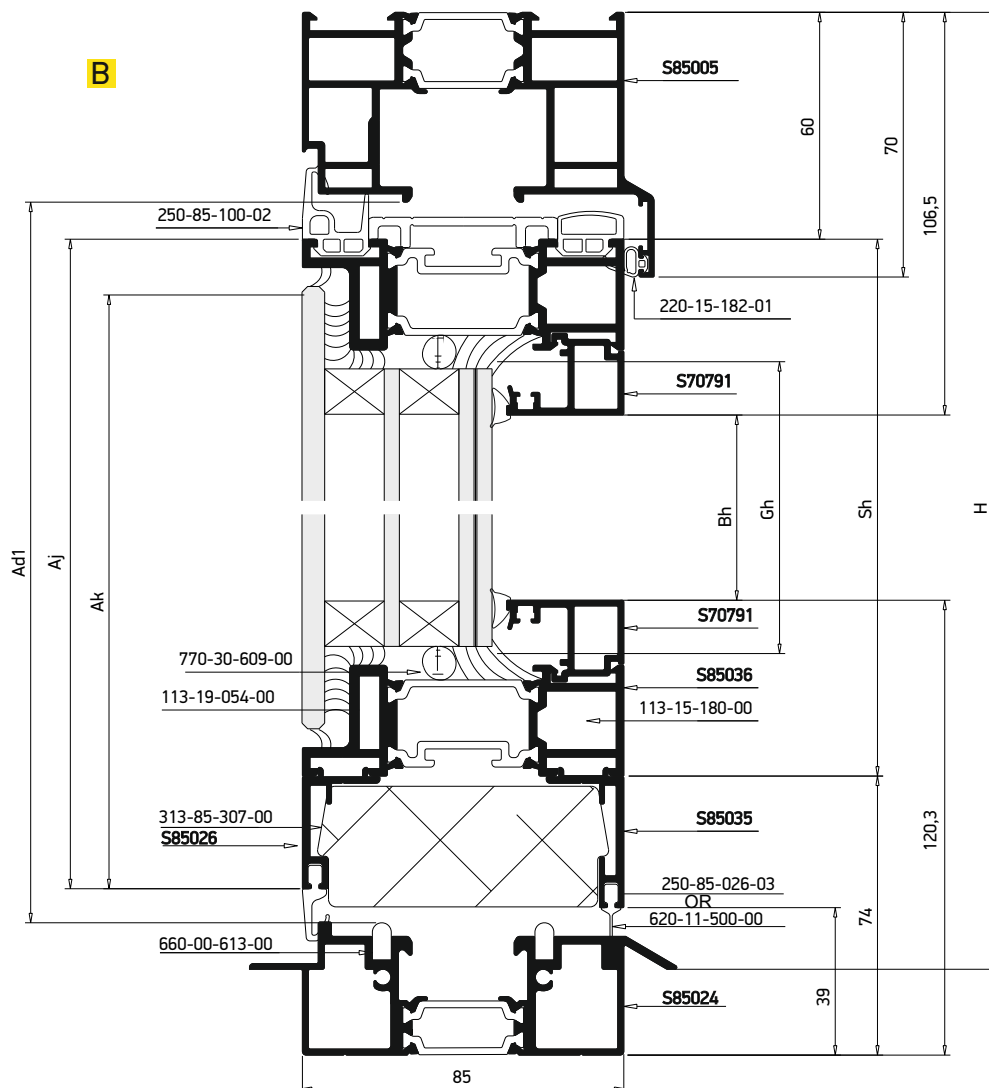 B
S85005
60
70
106,5
250-85-100-02
220-15-182-01
S70791
Ad1
Aj
Ak
Bh
Gh
Sh
H
S70791
770-30-609-00
S85036
113-19-054-00
113-15-180-00
313-85-307-00
S85035
S85026
120,3
250-85-026-03
OR
620-11-500-00
74
660-00-613-00
S85024
39
85